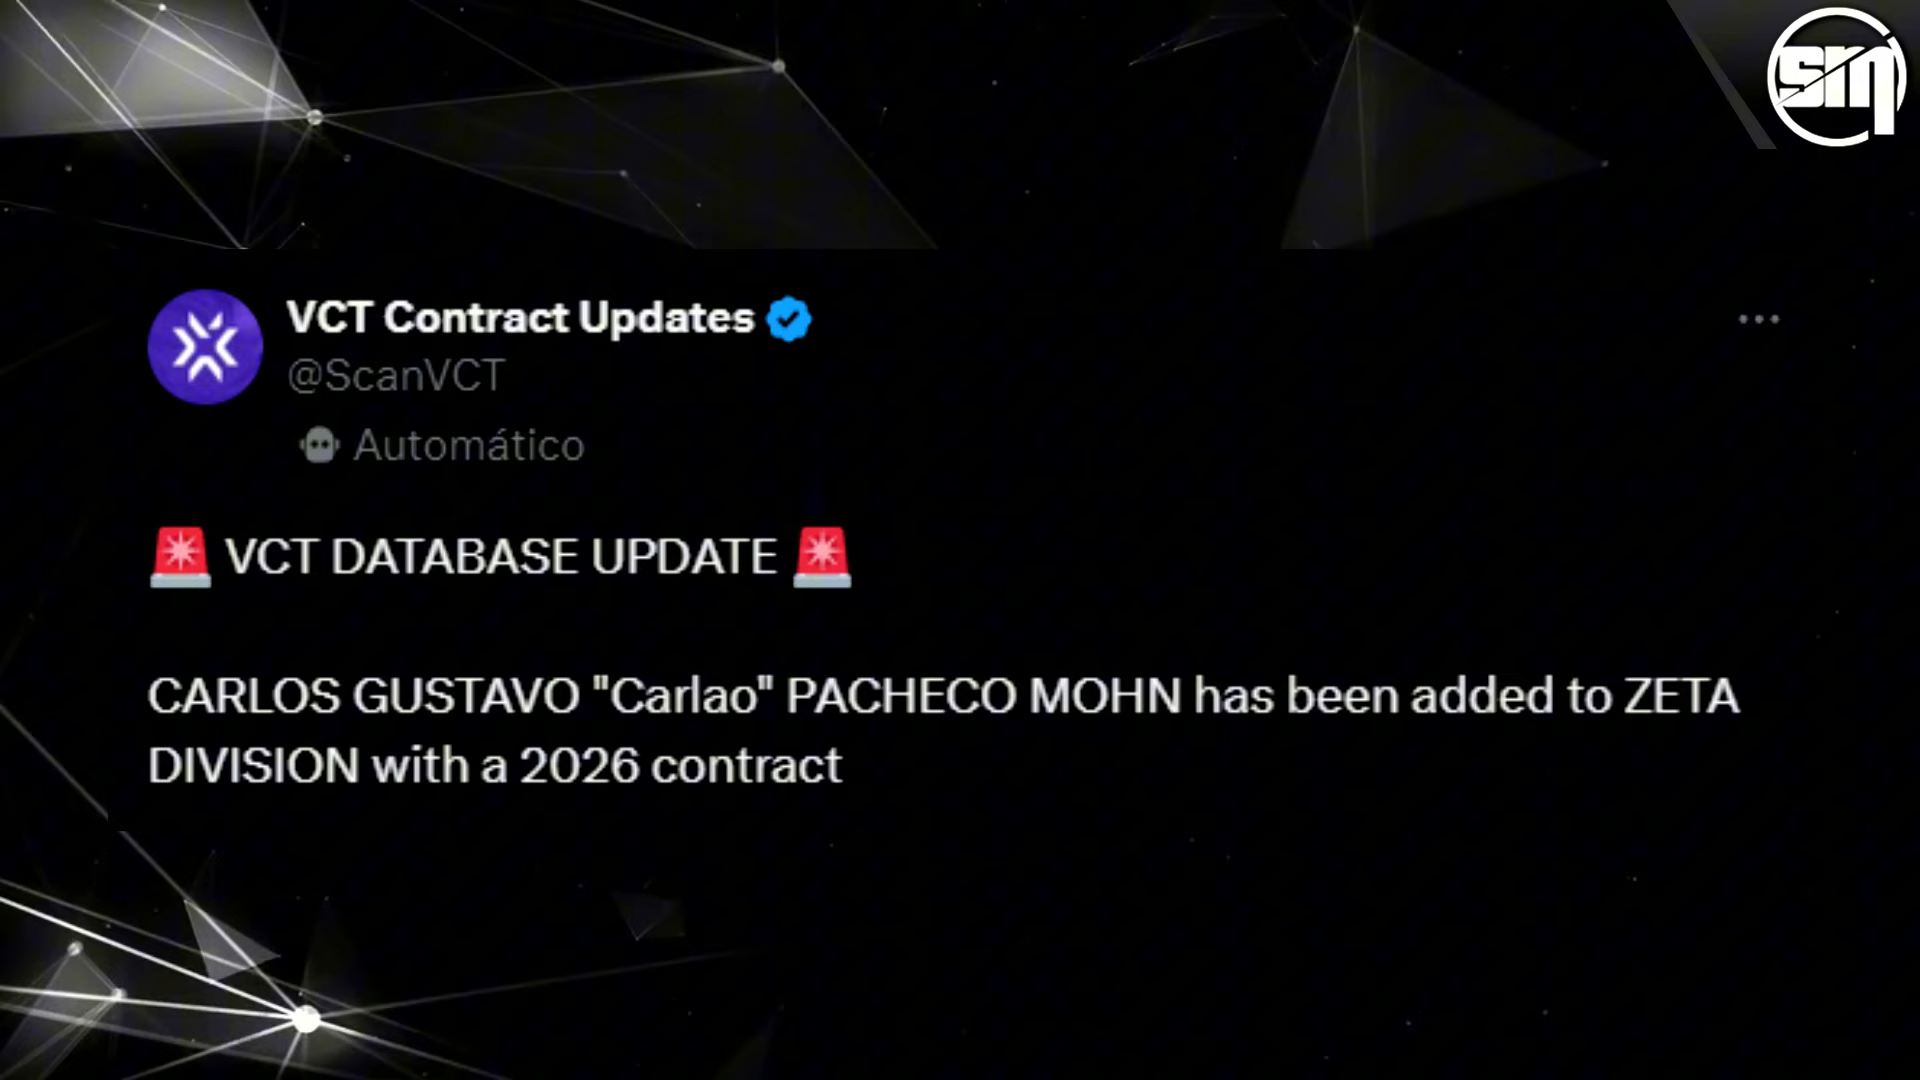 sm
VCT Contract Updates
@ScanVCT
Automático
🚨 VCT DATABASE UPDATE 🚨
CARLOS GUSTAVO "Carlao" PACHECO MOHN has been added to ZETA
DIVISION with a 2026 contract